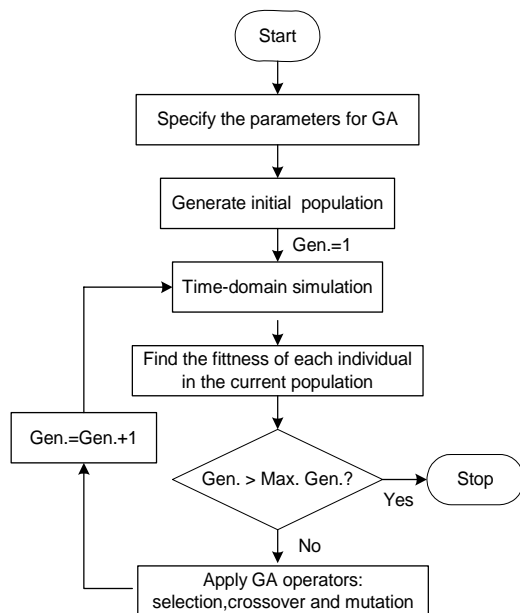 Start
Specify the parameters for GA
Generate initial population
Gen.=1
Time-domain simulation
Find the fittness of each individual
in the current population
Gen.=Gen.+1
Gen. > Max. Gen.?
Stop
Yes
No
Apply GA operators:
selection,crossover and mutation